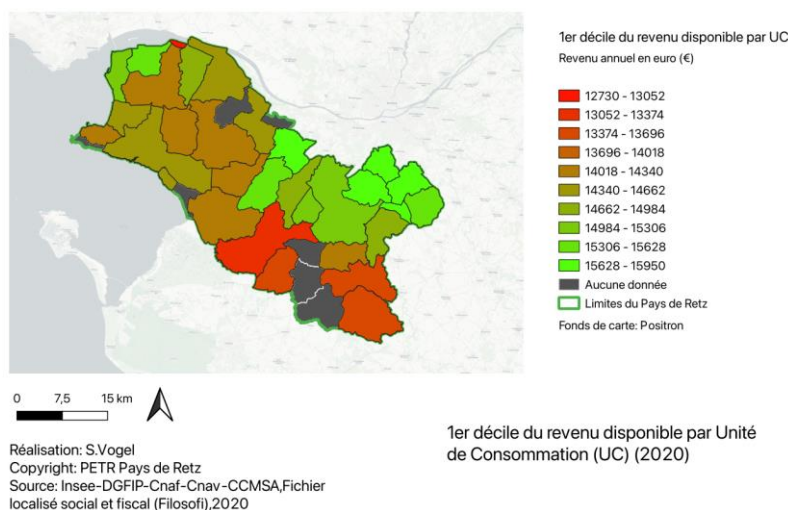 1er décile du revenu disponible par UC
Revenu annuel en euro (€)
12730 - 13052
13052 - 13374
13374 - 13696
13696 - 14018
14018 - 14340
14340 - 14662
14662 - 14984
14984 - 15306
15306 - 15628
15628 - 15950
Aucune donnée
Limites du Pays de Retz
Fonds de carte: Positron
0 7,5 15 km
Réalisation: S.Vogel
Copyright: PETR Pays de Retz
Source: Insee-DGFIP-Cnaf-Cnav-CCMSA,Fichier
localisé social et fiscal (Filosofi),2020
1er décile du revenu disponible par Unité
de Consommation (UC) (2020)